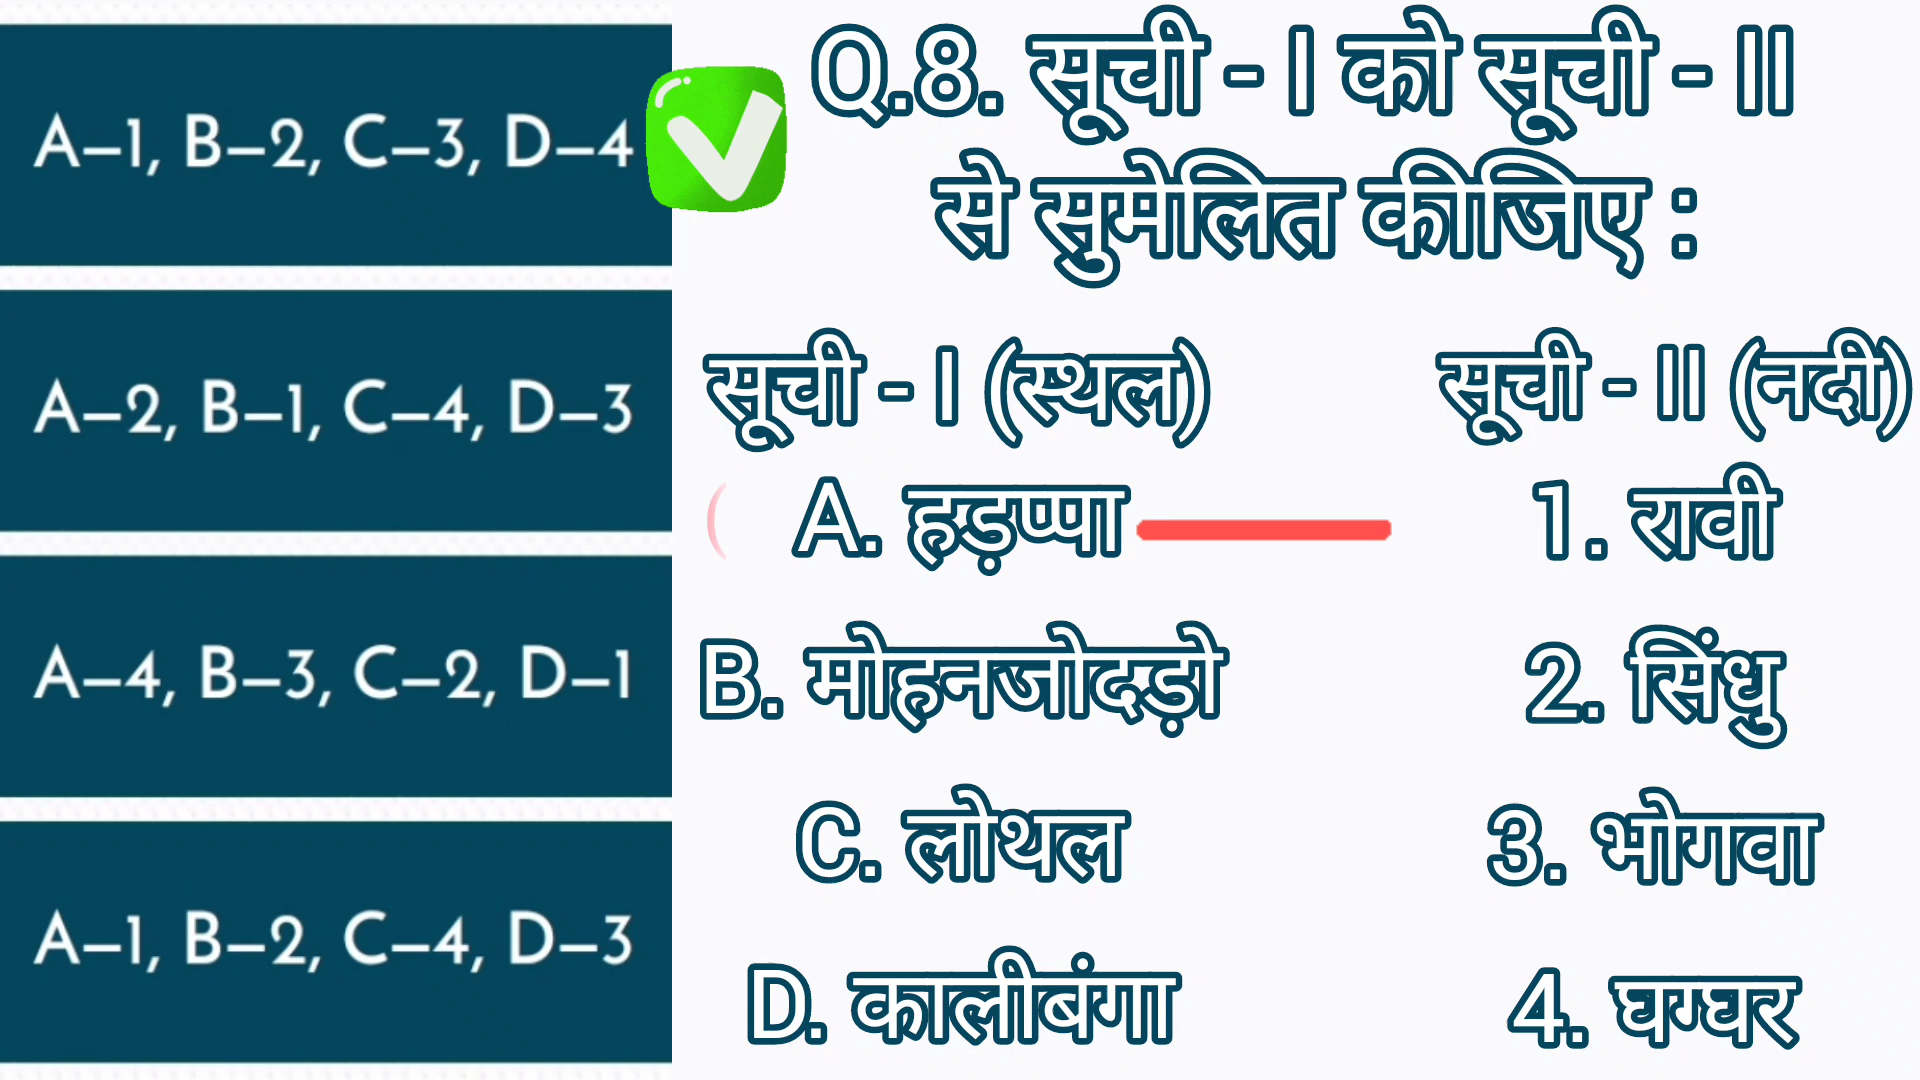 A–1, B–2, C–3, D–4
A–2, B–1, C–4, D–3
A–4, B–3, C–2, D–1
A–1, B–2, C–4, D–3
Q.8. सूची - I को सूची - II
से सुमेलित कीजिए :
सूची - I (स्थल) सूची - II (नदी)
A. हड़प्पा 1. रावी
B. मोहनजोदड़ो 2. सिंधु
C. लोथल 3. भोगवा
D. कालीबंगा 4. घग्घर